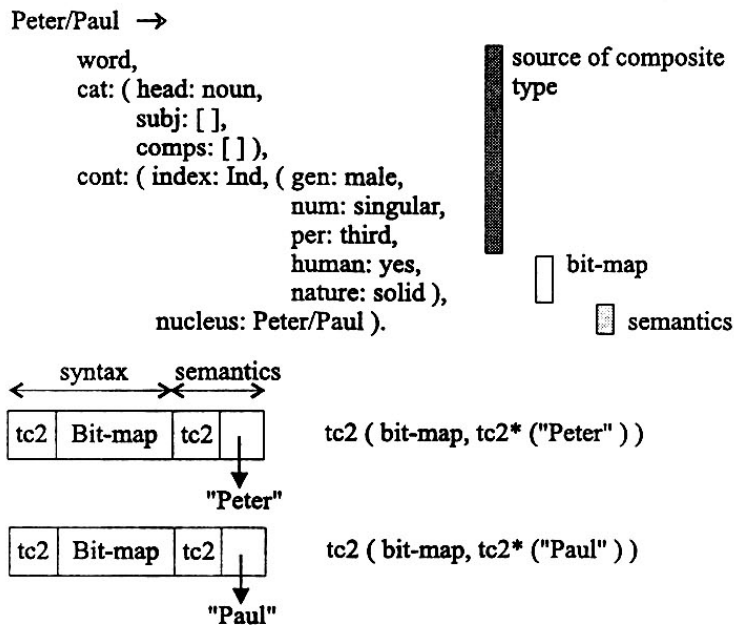 Peter/Paul →
word,
cat: ( head: noun,
subj: [ ],
comps: [ ] ),
cont: ( index: Ind, ( gen: male,
num: singular,
per: third,
human: yes,
nature: solid ),
nucleus: Peter/Paul ).
source of composite
type
bit-map
semantics
syntax semantics
tc2 Bit-map tc2 tc2 ( bit-map, tc2* ("Peter" ) )
"Peter"
tc2 Bit-map tc2 tc2 ( bit-map, tc2* ("Paul" ) )
"Paul"